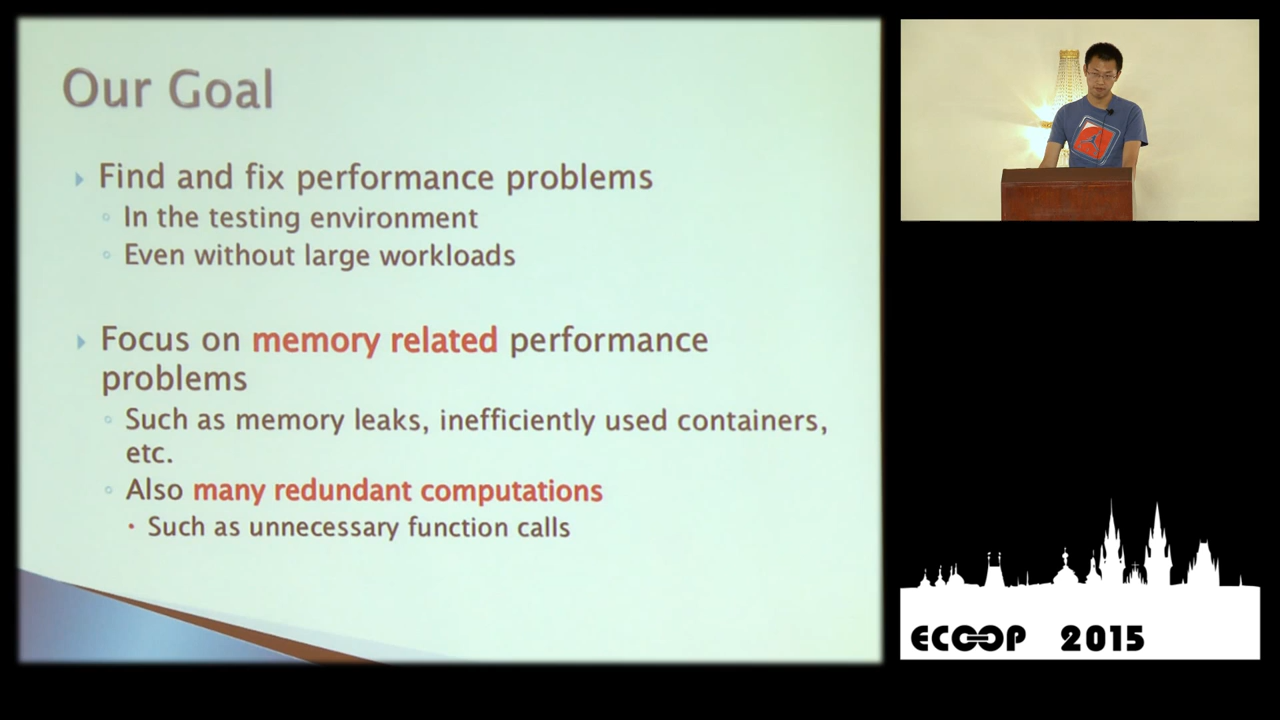 Our Goal
Find and fix performance problems
In the testing environment
Even without large workloads
Focus on memory related performance
problems
Such as memory leaks, inefficiently used containers,
etc.
Also many redundant computations
Such as unnecessary function calls
ECOOP 2015